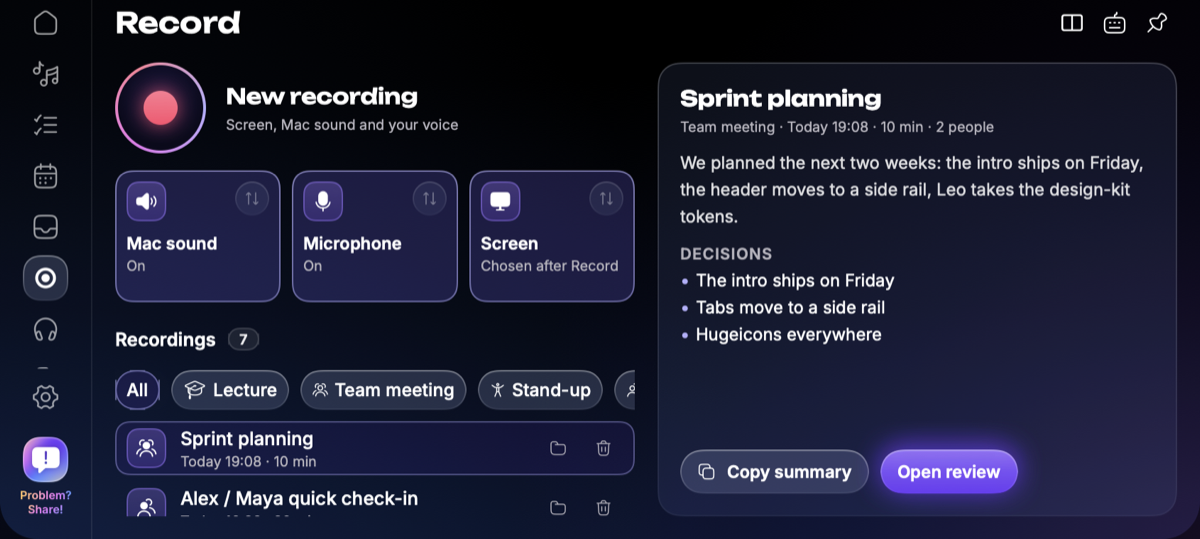 Record
New recording
Screen, Mac sound and your voice
Mac sound
On
Microphone
On
Screen
Chosen after Record
Recordings 7
All
Lecture
Team meeting
Stand-up
Sprint planning
Today 19:08 · 10 min
Alex / Maya quick check-in
Sprint planning
Team meeting · Today 19:08 · 10 min · 2 people
We planned the next two weeks: the intro ships on Friday,
the header moves to a side rail, Leo takes the design-kit
tokens.
DECISIONS
• The intro ships on Friday
• Tabs move to a side rail
• Hugeicons everywhere
Copy summary
Open review
Problem?
Share!